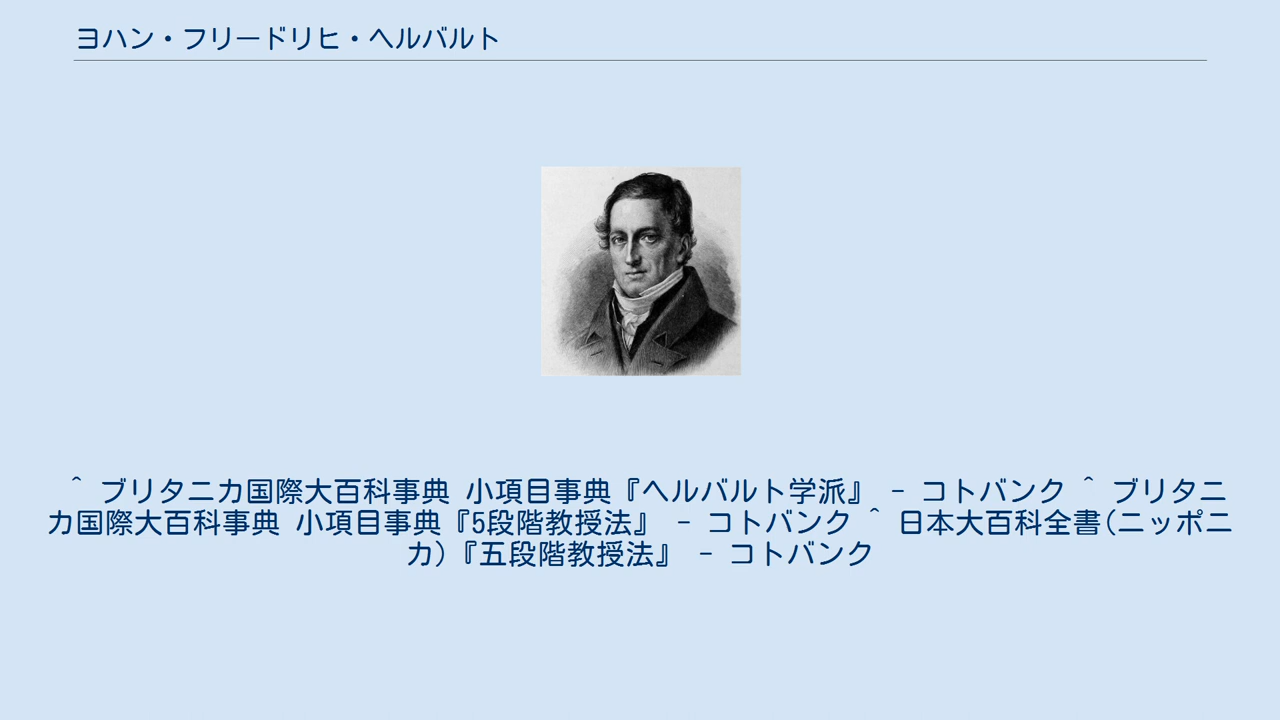 ヨハン・フリードリヒ・ヘルバルト
^ ブリタニカ国際大百科事典 小項目事典『ヘルバルト学派』 - コトバンク ^ ブリタニ
カ国際大百科事典 小項目事典『5段階教授法』 - コトバンク ^ 日本大百科全書(ニッポニ
カ)『五段階教授法』 - コトバンク